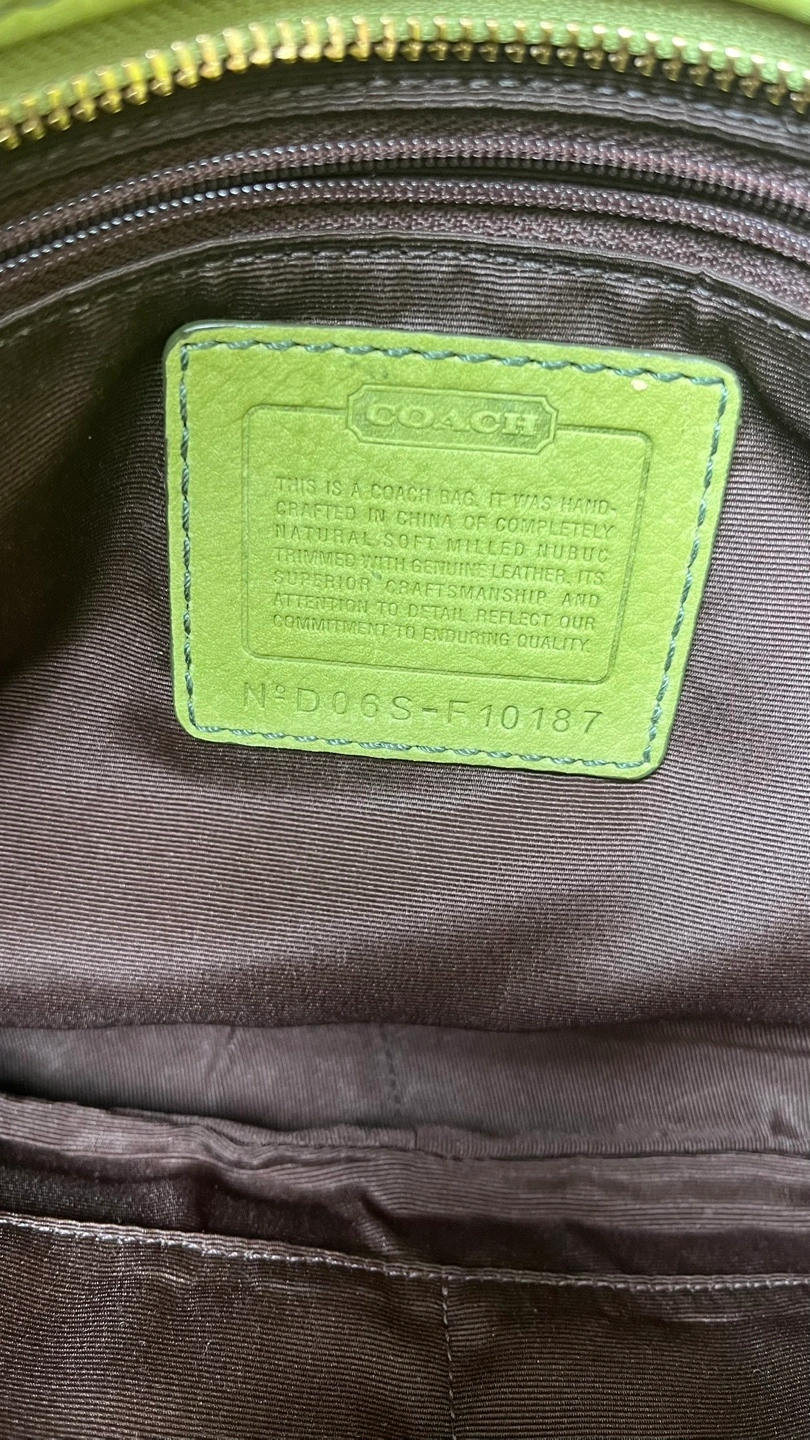 COACH
THIS IS A COACH BAG. IT WAS HAND-
CRAFTED IN CHINA OF COMPLETELY
NATURAL SOFT MILLED NUBUC
TRIMMED WITH GENUINE LEATHER. ITS
SUPERIOR CRAFTSMANSHIP AND
ATTENTION TO DETAIL REFLECT OUR
COMMITMENT TO ENDURING QUALITY.
Nº D06S-F10187